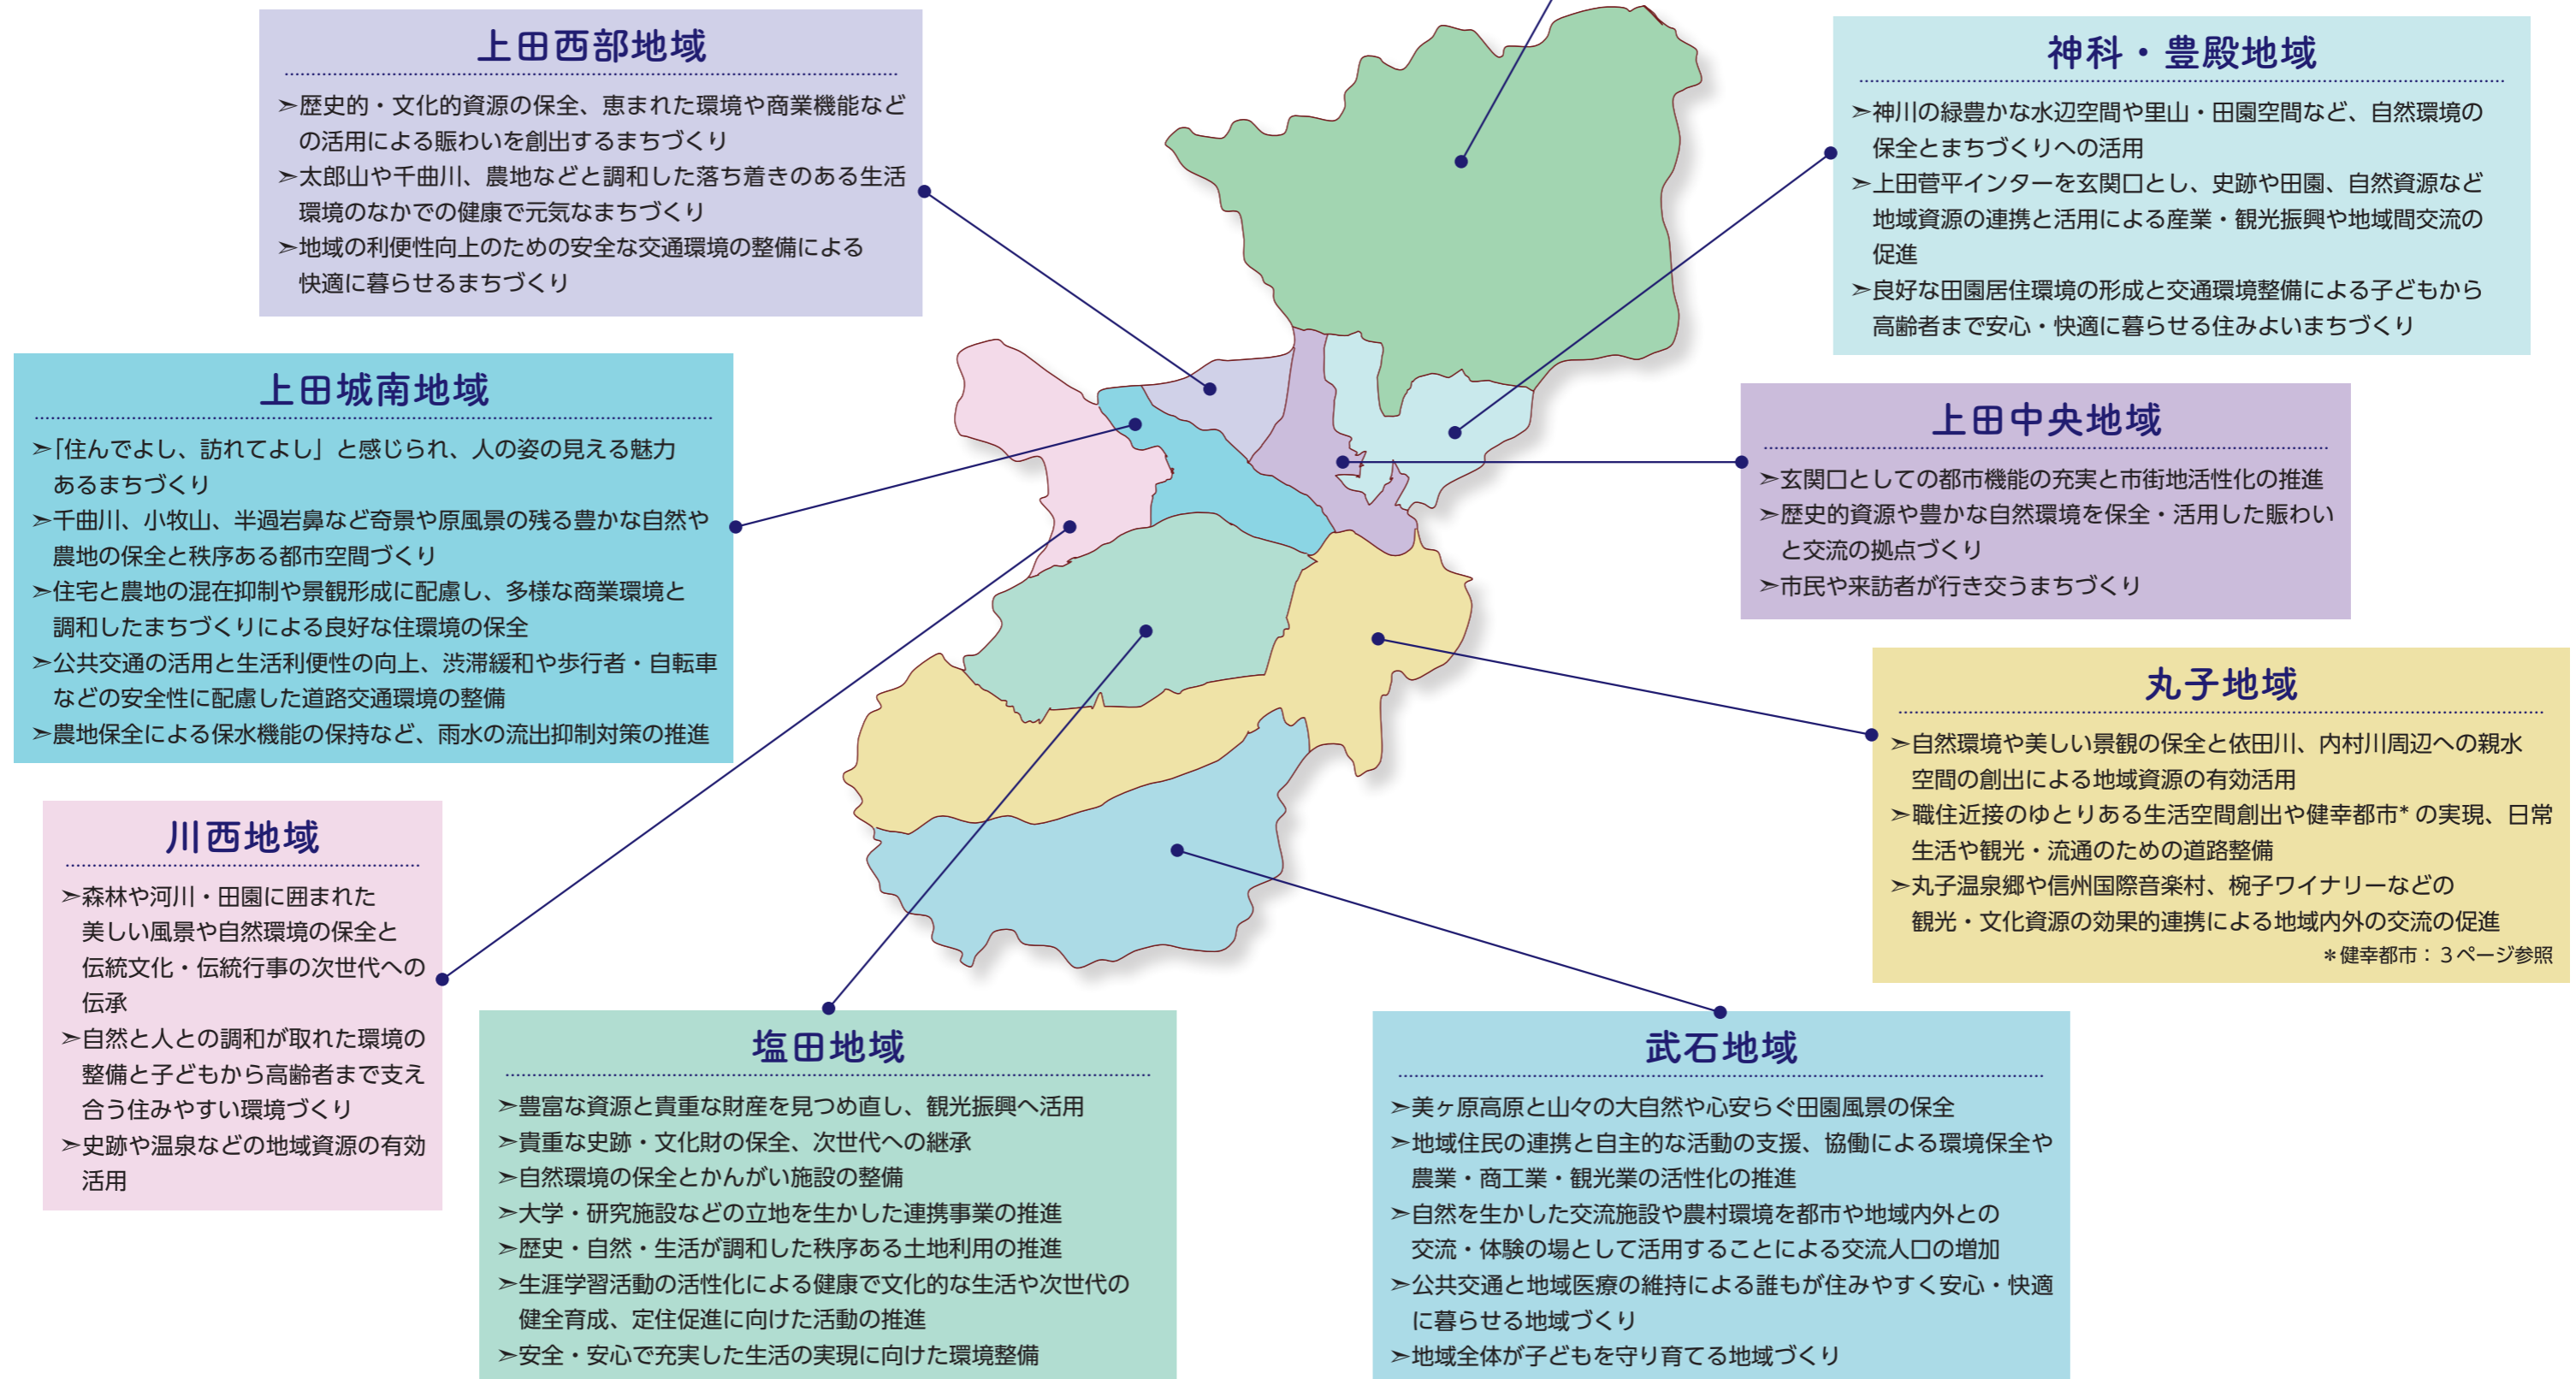 上田西部地域
➣歴史的・文化的資源の保全、恵まれた環境や商業機能など
の活用による賑わいを創出するまちづくり
➣太郎山や千曲川、農地などと調和した落ち着きのある生活
環境のなかでの健康で元気なまちづくり
➣地域の利便性向上のための安全な交通環境の整備による
快適に暮らせるまちづくり
神科・豊殿地域
➣神川の緑豊かな水辺空間や里山・田園空間など、自然環境の
保全とまちづくりへの活用
➣上田菅平インターを玄関口とし、史跡や田園、自然資源など
地域資源の連携と活用による産業・観光振興や地域間交流の
促進
➣良好な田園居住環境の形成と交通環境整備による子どもから
高齢者まで安心・快適に暮らせる住みよいまちづくり
上田城南地域
➣「住んでよし、訪れてよし」と感じられ、人の姿の見える魅力
あるまちづくり
➣千曲川、小牧山、半過岩鼻など奇景や原風景の残る豊かな自然や
農地の保全と秩序ある都市空間づくり
➣住宅と農地の混在抑制や景観形成に配慮し、多様な商業環境と
調和したまちづくりによる良好な住環境の保全
➣公共交通の活用と生活利便性の向上、渋滞緩和や歩行者・自転車
などの安全性に配慮した道路交通環境の整備
➣農地保全による保水機能の保持など、雨水の流出抑制対策の推進
上田中央地域
➣玄関口としての都市機能の充実と市街地活性化の推進
➣歴史的資源や豊かな自然環境を保全・活用した賑わい
と交流の拠点づくり
➣市民や来訪者が行き交うまちづくり
丸子地域
➣自然環境や美しい景観の保全と依田川、内村川周辺への親水
空間の創出による地域資源の有効活用
➣職住近接のゆとりある生活空間創出や健幸都市*の実現、日常
生活や観光・流通のための道路整備
➣丸子温泉郷や信州国際音楽村、椀子ワイナリーなどの
観光・文化資源の効果的連携による地域内外の交流の促進
*健幸都市：3ページ参照
川西地域
➣森林や河川・田園に囲まれた
美しい風景や自然環境の保全と
伝統文化・伝統行事の次世代への
伝承
➣自然と人との調和が取れた環境の
整備と子どもから高齢者まで支え
合う住みやすい環境づくり
➣史跡や温泉などの地域資源の有効
活用
塩田地域
➣豊富な資源と貴重な財産を見つめ直し、観光振興へ活用
➣貴重な史跡・文化財の保全、次世代への継承
➣自然環境の保全とかんがい施設の整備
➣大学・研究施設などの立地を生かした連携事業の推進
➣歴史・自然・生活が調和した秩序ある土地利用の推進
➣生涯学習活動の活性化による健康で文化的な生活や次世代の
健全育成、定住促進に向けた活動の推進
➣安全・安心で充実した生活の実現に向けた環境整備
武石地域
➣美ヶ原高原と山々の大自然や心安らぐ田園風景の保全
➣地域住民の連携と自主的な活動の支援、協働による環境保全や
農業・商工業・観光業の活性化の推進
➣自然を生かした交流施設や農村環境を都市や地域内外との
交流・体験の場として活用することによる交流人口の増加
➣公共交通と地域医療の維持による誰もが住みやすく安心・快適
に暮らせる地域づくり
➣地域全体が子どもを守り育てる地域づくり